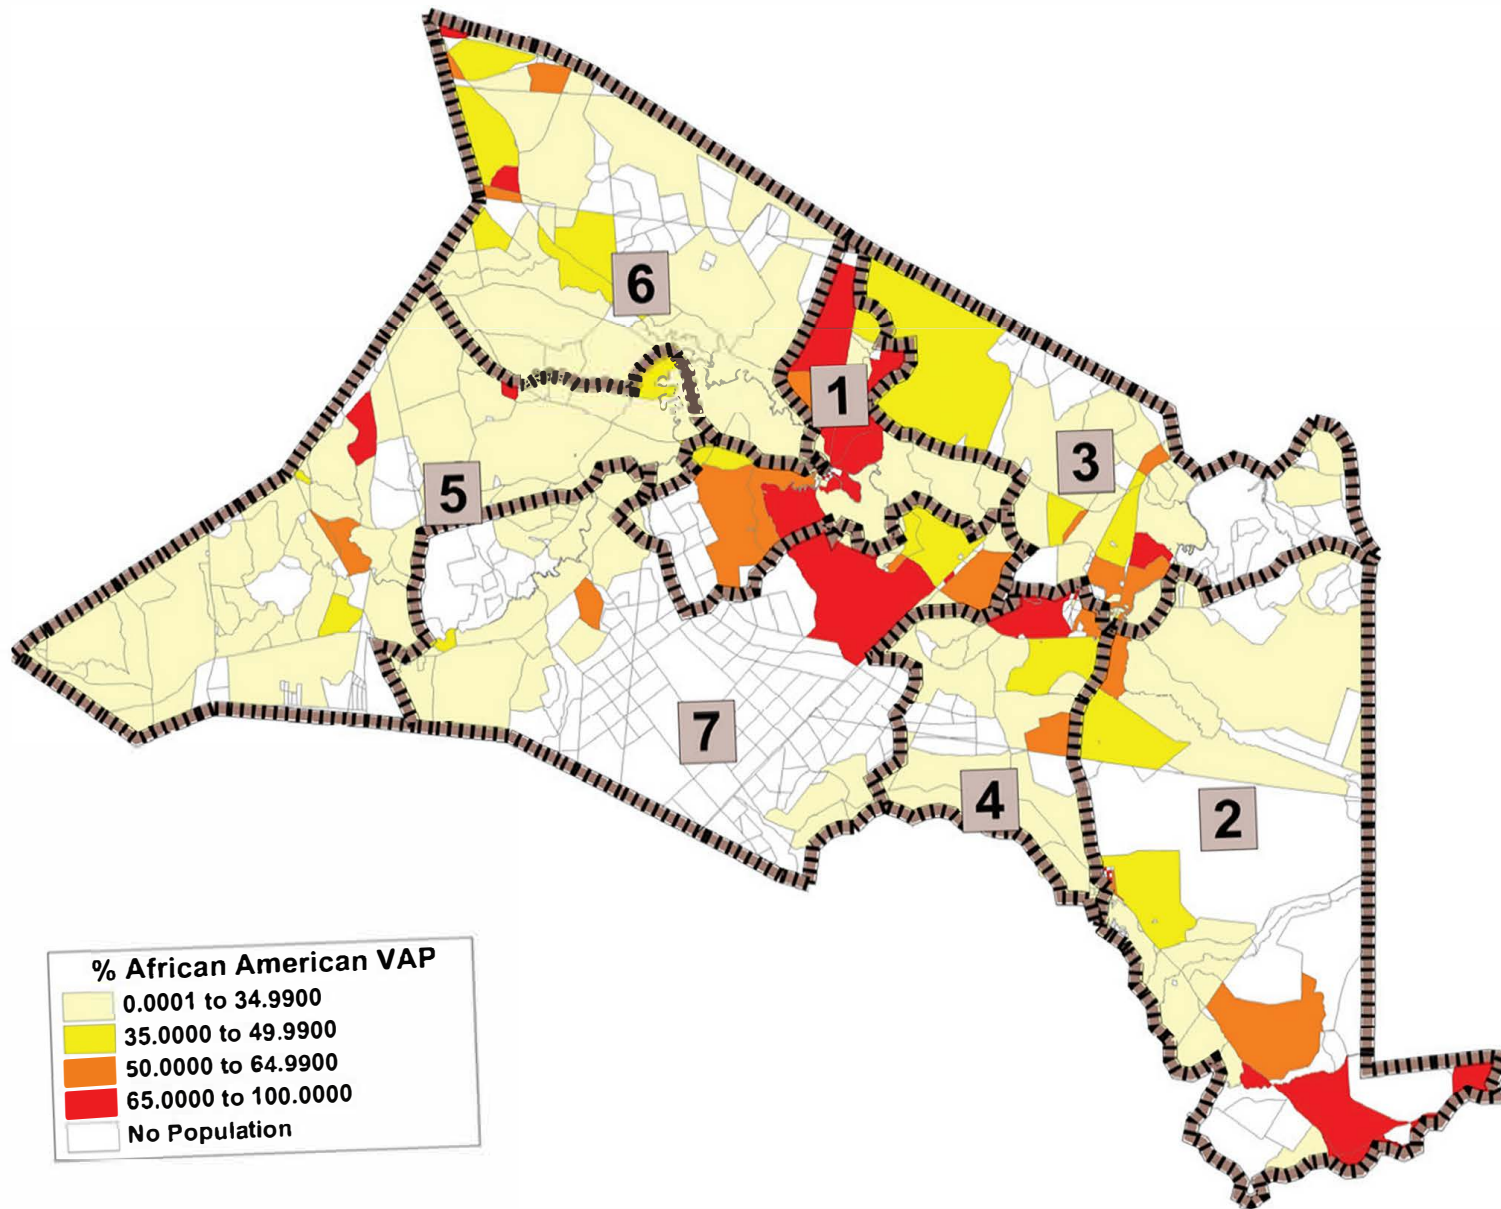 6
1
3
5
7
4
2
% African American VAP
0.0001 to 34.9900
35.0000 to 49.9900
50.0000 to 64.9900
65.0000 to 100.0000
No Population